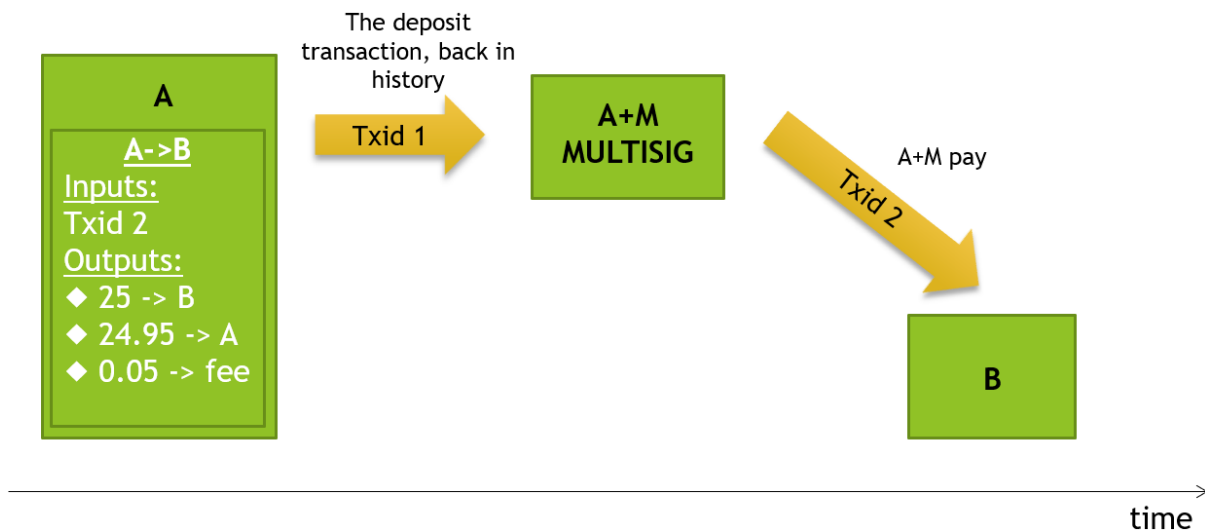 The deposit
transaction, back in
history
A
A->B
Inputs:
Txid 2
Outputs:
◆ 25 -> B
◆ 24.95 -> A
◆ 0.05 -> fee
Txid 1
A+M
MULTISIG
A+M pay
Txid 2
B
time